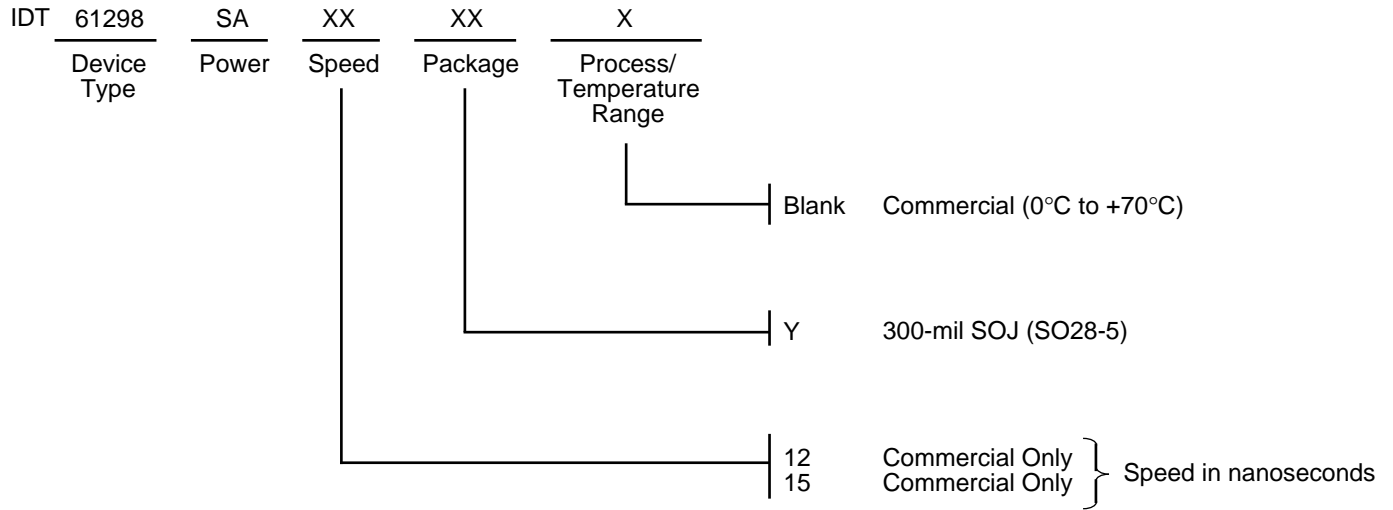 IDT 61298 SA XX XX X
Device Type Power Speed Package Process/ Temperature Range
Blank Commercial (0°C to +70°C)
Y 300-mil SOJ (SO28-5)
12 Commercial Only
15 Commercial Only
Speed in nanoseconds